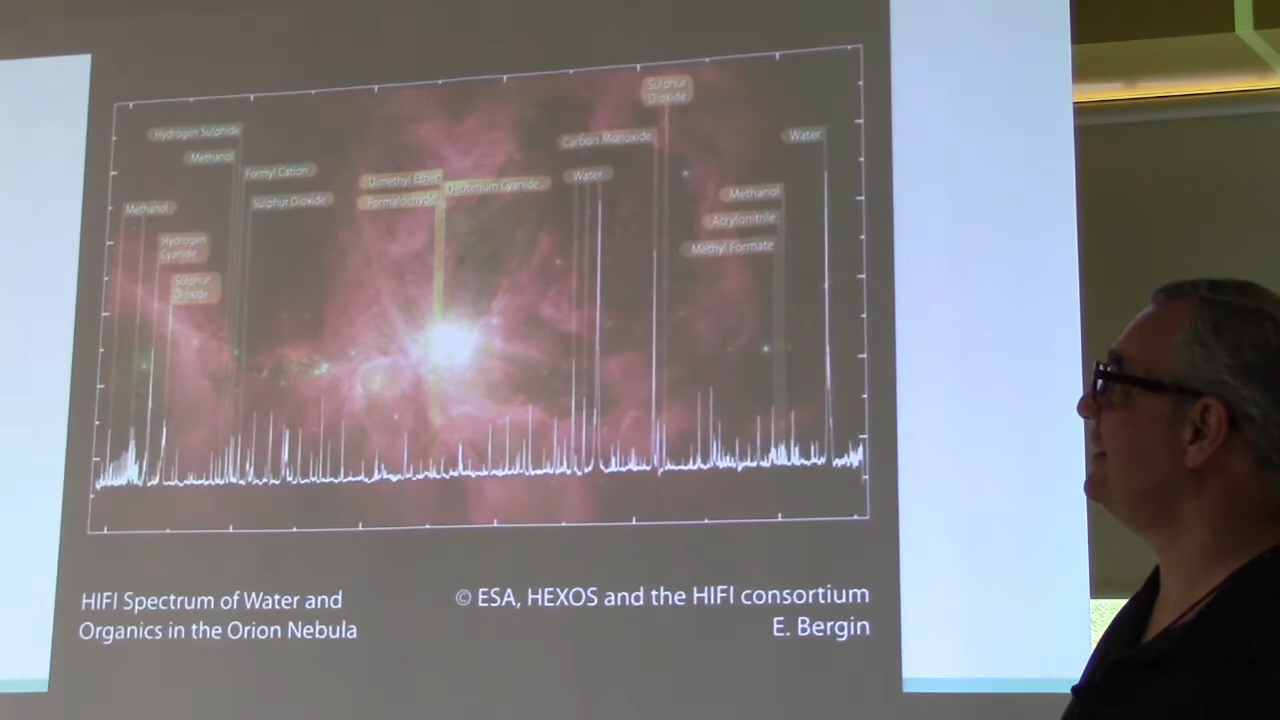 Sulphur
Dioxide
Hydrogen Sulphide
Methanol
Formyl Cation
Sulphur Dioxide
Methanol
Hydrogen
Cyanide
Sulphur
Dioxide
Dimethyl Ether
Formaldehyde
Deuterium Cyanide
Carbon Monoxide
Water
Water
Methanol
Acrylonitrile
Methyl Formate
HIFI Spectrum of Water and
Organics in the Orion Nebula
© ESA, HEXOS and the HIFI consortium
E. Bergin